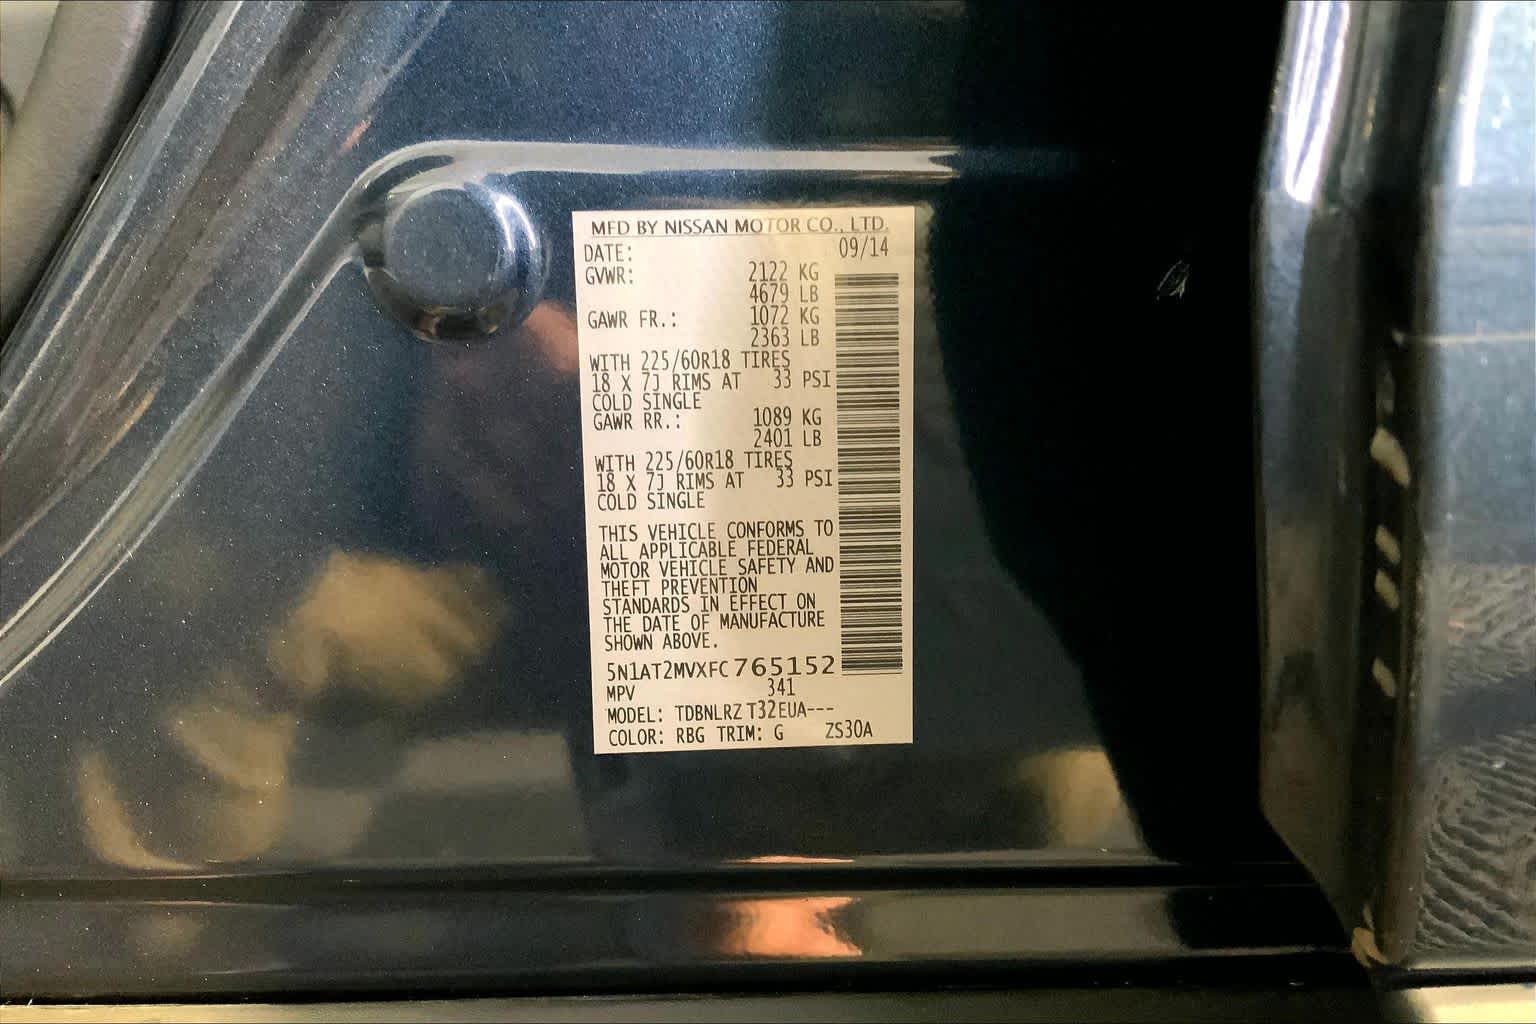 MFD BY NISSAN MOTOR CO., LTD.
DATE: 09/14
GVWR: 2122 KG
4679 LB
GAWR FR.: 1072 KG
2363 LB
WITH 225/60R18 TIRES
18 X 7J RIMS AT 33 PSI
COLD SINGLE
GAWR RR.: 1089 KG
2401 LB
WITH 225/60R18 TIRES
18 X 7J RIMS AT 33 PSI
COLD SINGLE
THIS VEHICLE CONFORMS TO
ALL APPLICABLE FEDERAL
MOTOR VEHICLE SAFETY AND
THEFT PREVENTION
STANDARDS IN EFFECT ON
THE DATE OF MANUFACTURE
SHOWN ABOVE.
5N1AT2MVXFC765152
MPV 341
MODEL: TDBNLRZ T32EUA---
COLOR: RBG TRIM: G ZS30A